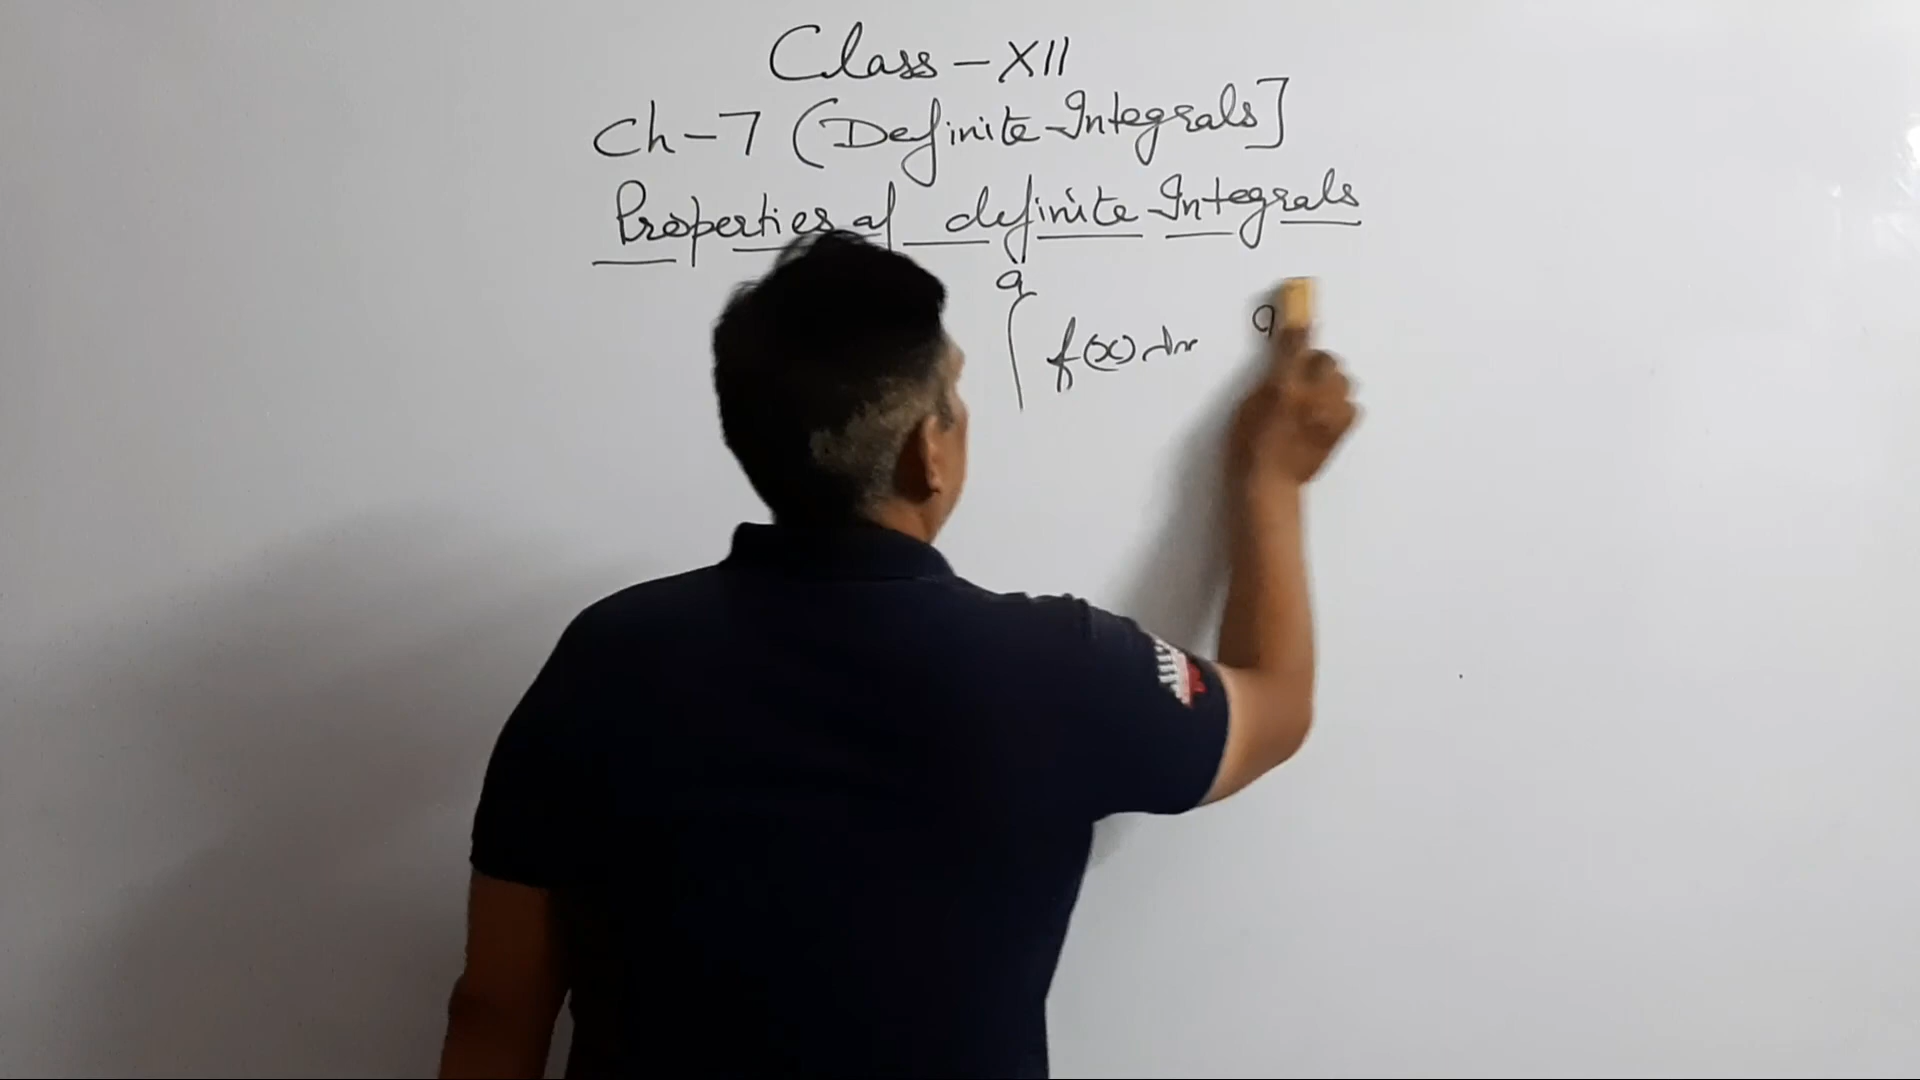 Class - XII
Ch-7 (Definite Integrals]
Properties of definite Integrals
a
∫ f(x) dx a